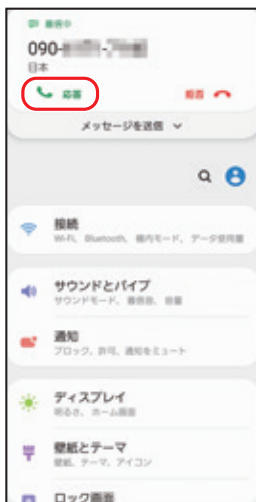 着信中
090-
日本
応答
拒否
メッセージを送信
接続
Wi-Fi、Bluetooth、機内モード、データ使用量
サウンドとバイブ
サウンドモード、着信音、音量
通知
ブロック、許可、通知をミュート
ディスプレイ
明るさ、ホーム画面
壁紙とテーマ
壁紙、テーマ、アイコン
ロック画面